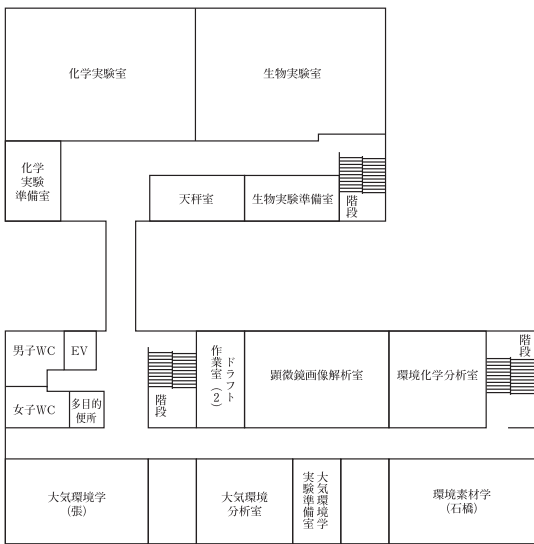 化学実験室
生物実験室
化学
実験
準備室
天秤室
生物実験準備室
階段
男子WC
EV
女子WC
多目的
便所
階段
ドラフト
作業室(2)
顕微鏡画像解析室
環境化学分析室
階段
大気環境学
(張)
大気環境
分析室
大気環境学
実験準備室
環境素材学
(石橋)